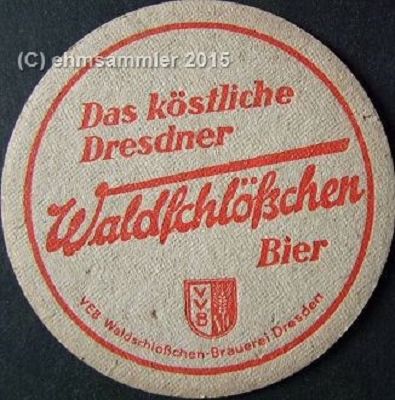 (C) ehmsammler 2015
Das köstliche
Dresdner
Waldſchlößchen
Bier
VVB
VEB Waldschlößchen-Brauerei Dresden